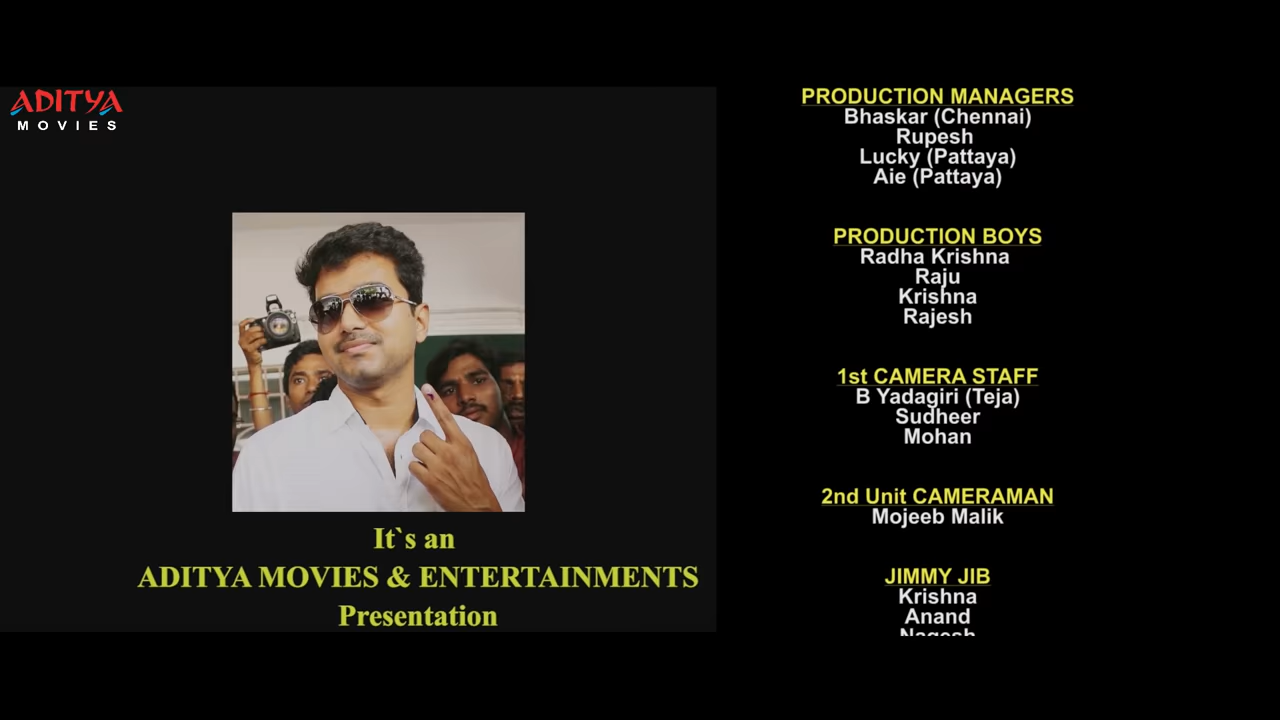 ADITYA
MOVIES
It`s an
ADITYA MOVIES & ENTERTAINMENTS
Presentation
PRODUCTION MANAGERS
Bhaskar (Chennai)
Rupesh
Lucky (Pattaya)
Aie (Pattaya)
PRODUCTION BOYS
Radha Krishna
Raju
Krishna
Rajesh
1st CAMERA STAFF
B Yadagiri (Teja)
Sudheer
Mohan
2nd Unit CAMERAMAN
Mojeeb Malik
JIMMY JIB
Krishna
Anand
Nagesh